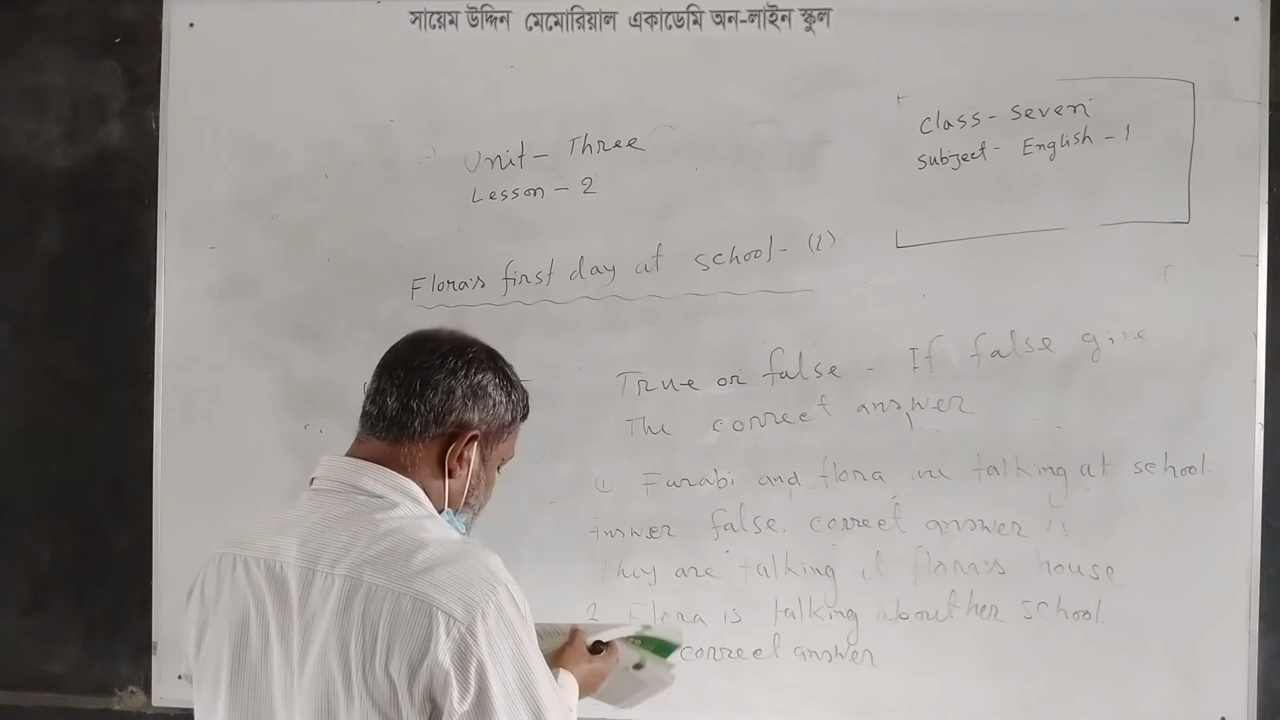 সায়েম উদ্দিন মেমোরিয়াল একাডেমি অন-লাইন স্কুল
Class - Seven
Subject - English - 1
Unit - Three
Lesson - 2
Flora's first day at school - (1)
True or false - If false give
The correct answer
① Farabi and flora are talking at school.
Answer false. correct answer is
They are talking at flora's house.
2 Flora is talking about her school.
correct answer